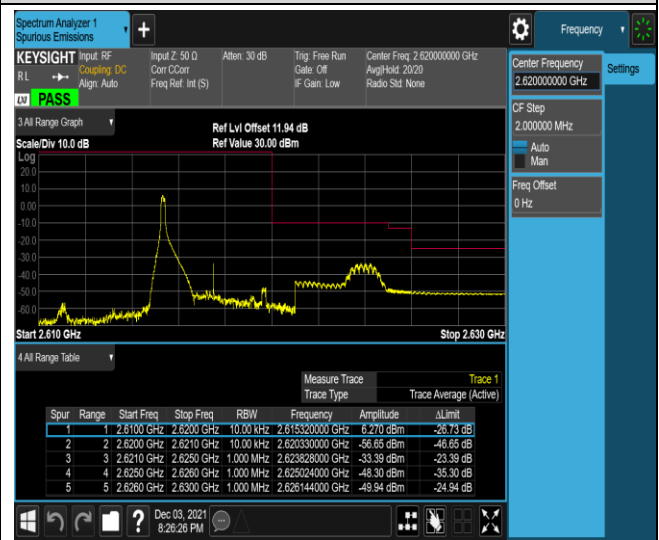 Spectrum Analyzer 1
Spurious Emissions
Frequency
KEYSIGHT
RL
Input: RF
Coupling: DC
Align: Auto
Input Z: 50 Ω
Corr CCorr
Freq Ref: Int (S)
Atten: 30 dB
Trig: Free Run
Gate: Off
IF Gain: Low
Center Freq: 2.620000000 GHz
Avg|Hold: 20/20
Radio Std: None
LXI PASS
Center Frequency
2.620000000 GHz
Settings
CF Step
2.000000 MHz
Auto
Man
Freq Offset
0 Hz
3 All Range Graph
Scale/Div 10.0 dB
Ref Lvl Offset 11.94 dB
Ref Value 30.00 dBm
Log
20.0
10.0
0.00
-10.0
-20.0
-30.0
-40.0
-50.0
-60.0
Start 2.610 GHz
Stop 2.630 GHz
4 All Range Table
Measure Trace Trace 1
Trace Type Trace Average (Active)
Spur Range Start Freq Stop Freq RBW Frequency Amplitude ΔLimit
1 1 2.6100 GHz 2.6200 GHz 10.00 kHz 2.615320000 GHz 6.270 dBm -26.73 dB
2 2 2.6200 GHz 2.6210 GHz 10.00 kHz 2.620330000 GHz -56.65 dBm -46.65 dB
3 3 2.6210 GHz 2.6250 GHz 1.000 MHz 2.623828000 GHz -33.39 dBm -23.39 dB
4 4 2.6250 GHz 2.6260 GHz 1.000 MHz 2.625024000 GHz -48.30 dBm -35.30 dB
5 5 2.6260 GHz 2.6300 GHz 1.000 MHz 2.626144000 GHz -49.94 dBm -24.94 dB
Dec 03, 2021
8:26:26 PM